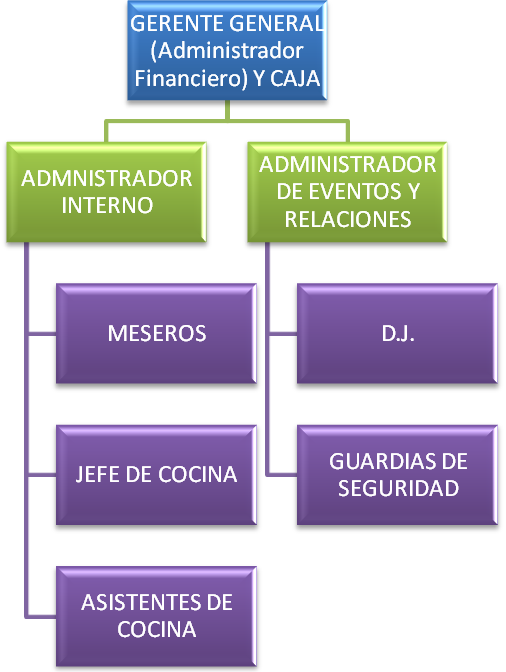 GERENTE GENERAL
(Administrador
Financiero) Y CAJA
ADMNISTRADOR
INTERNO
ADMINISTRADOR
DE EVENTOS Y
RELACIONES
MESEROS
D.J.
JEFE DE COCINA
GUARDIAS DE
SEGURIDAD
ASISTENTES DE
COCINA